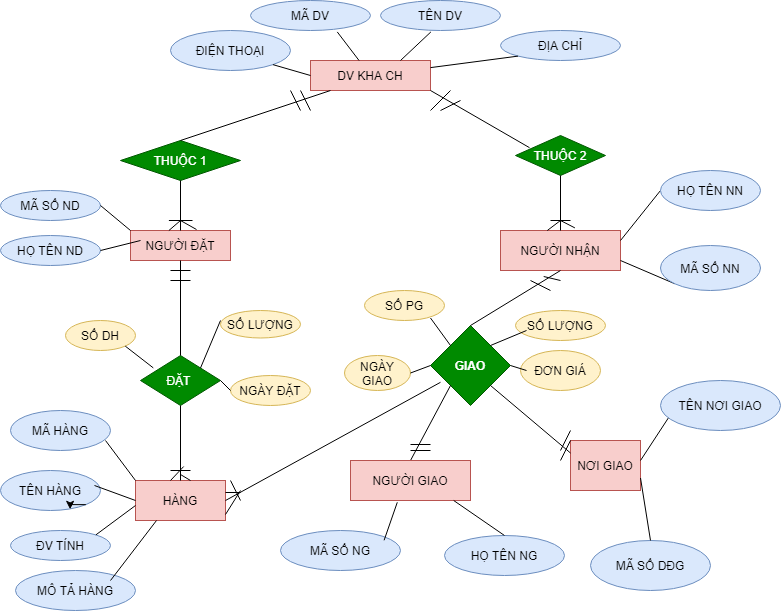 MÃ DV
TÊN DV
ĐIỆN THOẠI
ĐỊA CHỈ
DV KHA CH
THUỘC 1
THUỘC 2
MÃ SỐ ND
HỌ TÊN ND
NGƯỜI ĐẶT
NGƯỜI NHẬN
HỌ TÊN NN
MÃ SỐ NN
SỐ DH
SỐ LƯỢNG
NGÀY ĐẶT
ĐẶT
SỐ PG
SỐ LƯỢNG
NGÀY
GIAO
GIAO
ĐƠN GIÁ
MÃ HÀNG
TÊN HÀNG
ĐV TÍNH
MÔ TẢ HÀNG
HÀNG
NGƯỜI GIAO
MÃ SỐ NG
HỌ TÊN NG
NƠI GIAO
TÊN NƠI GIAO
MÃ SỐ DĐG